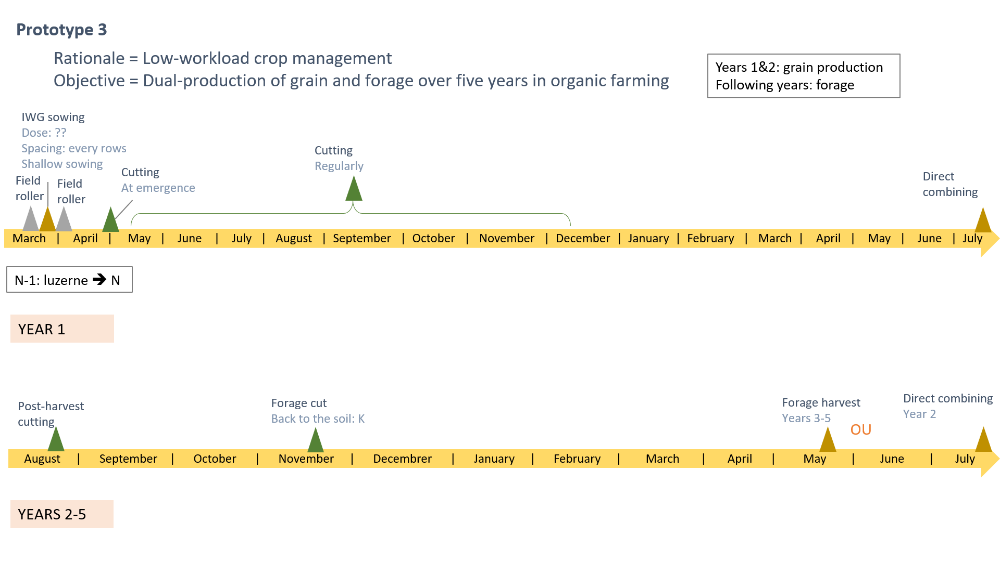 Prototype 3
Rationale = Low-workload crop management
Objective = Dual-production of grain and forage over five years in organic farming
Years 1&2: grain production
Following years: forage
IWG sowing
Dose: ??
Spacing: every rows
Shallow sowing
Field
roller
Field
roller
Cutting
At emergence
Cutting
Regularly
Direct
combining
March | April | May | June | July | August | September | October | November | December | January | February | March | April | May | June | July
N-1: luzerne 🡺 N
YEAR 1
Post-harvest
cutting
Forage cut
Back to the soil: K
Forage harvest
Years 3-5
OU
Direct combining
Year 2
August | September | October | November | Decembrer | January | February | March | April | May | June | July
YEARS 2-5